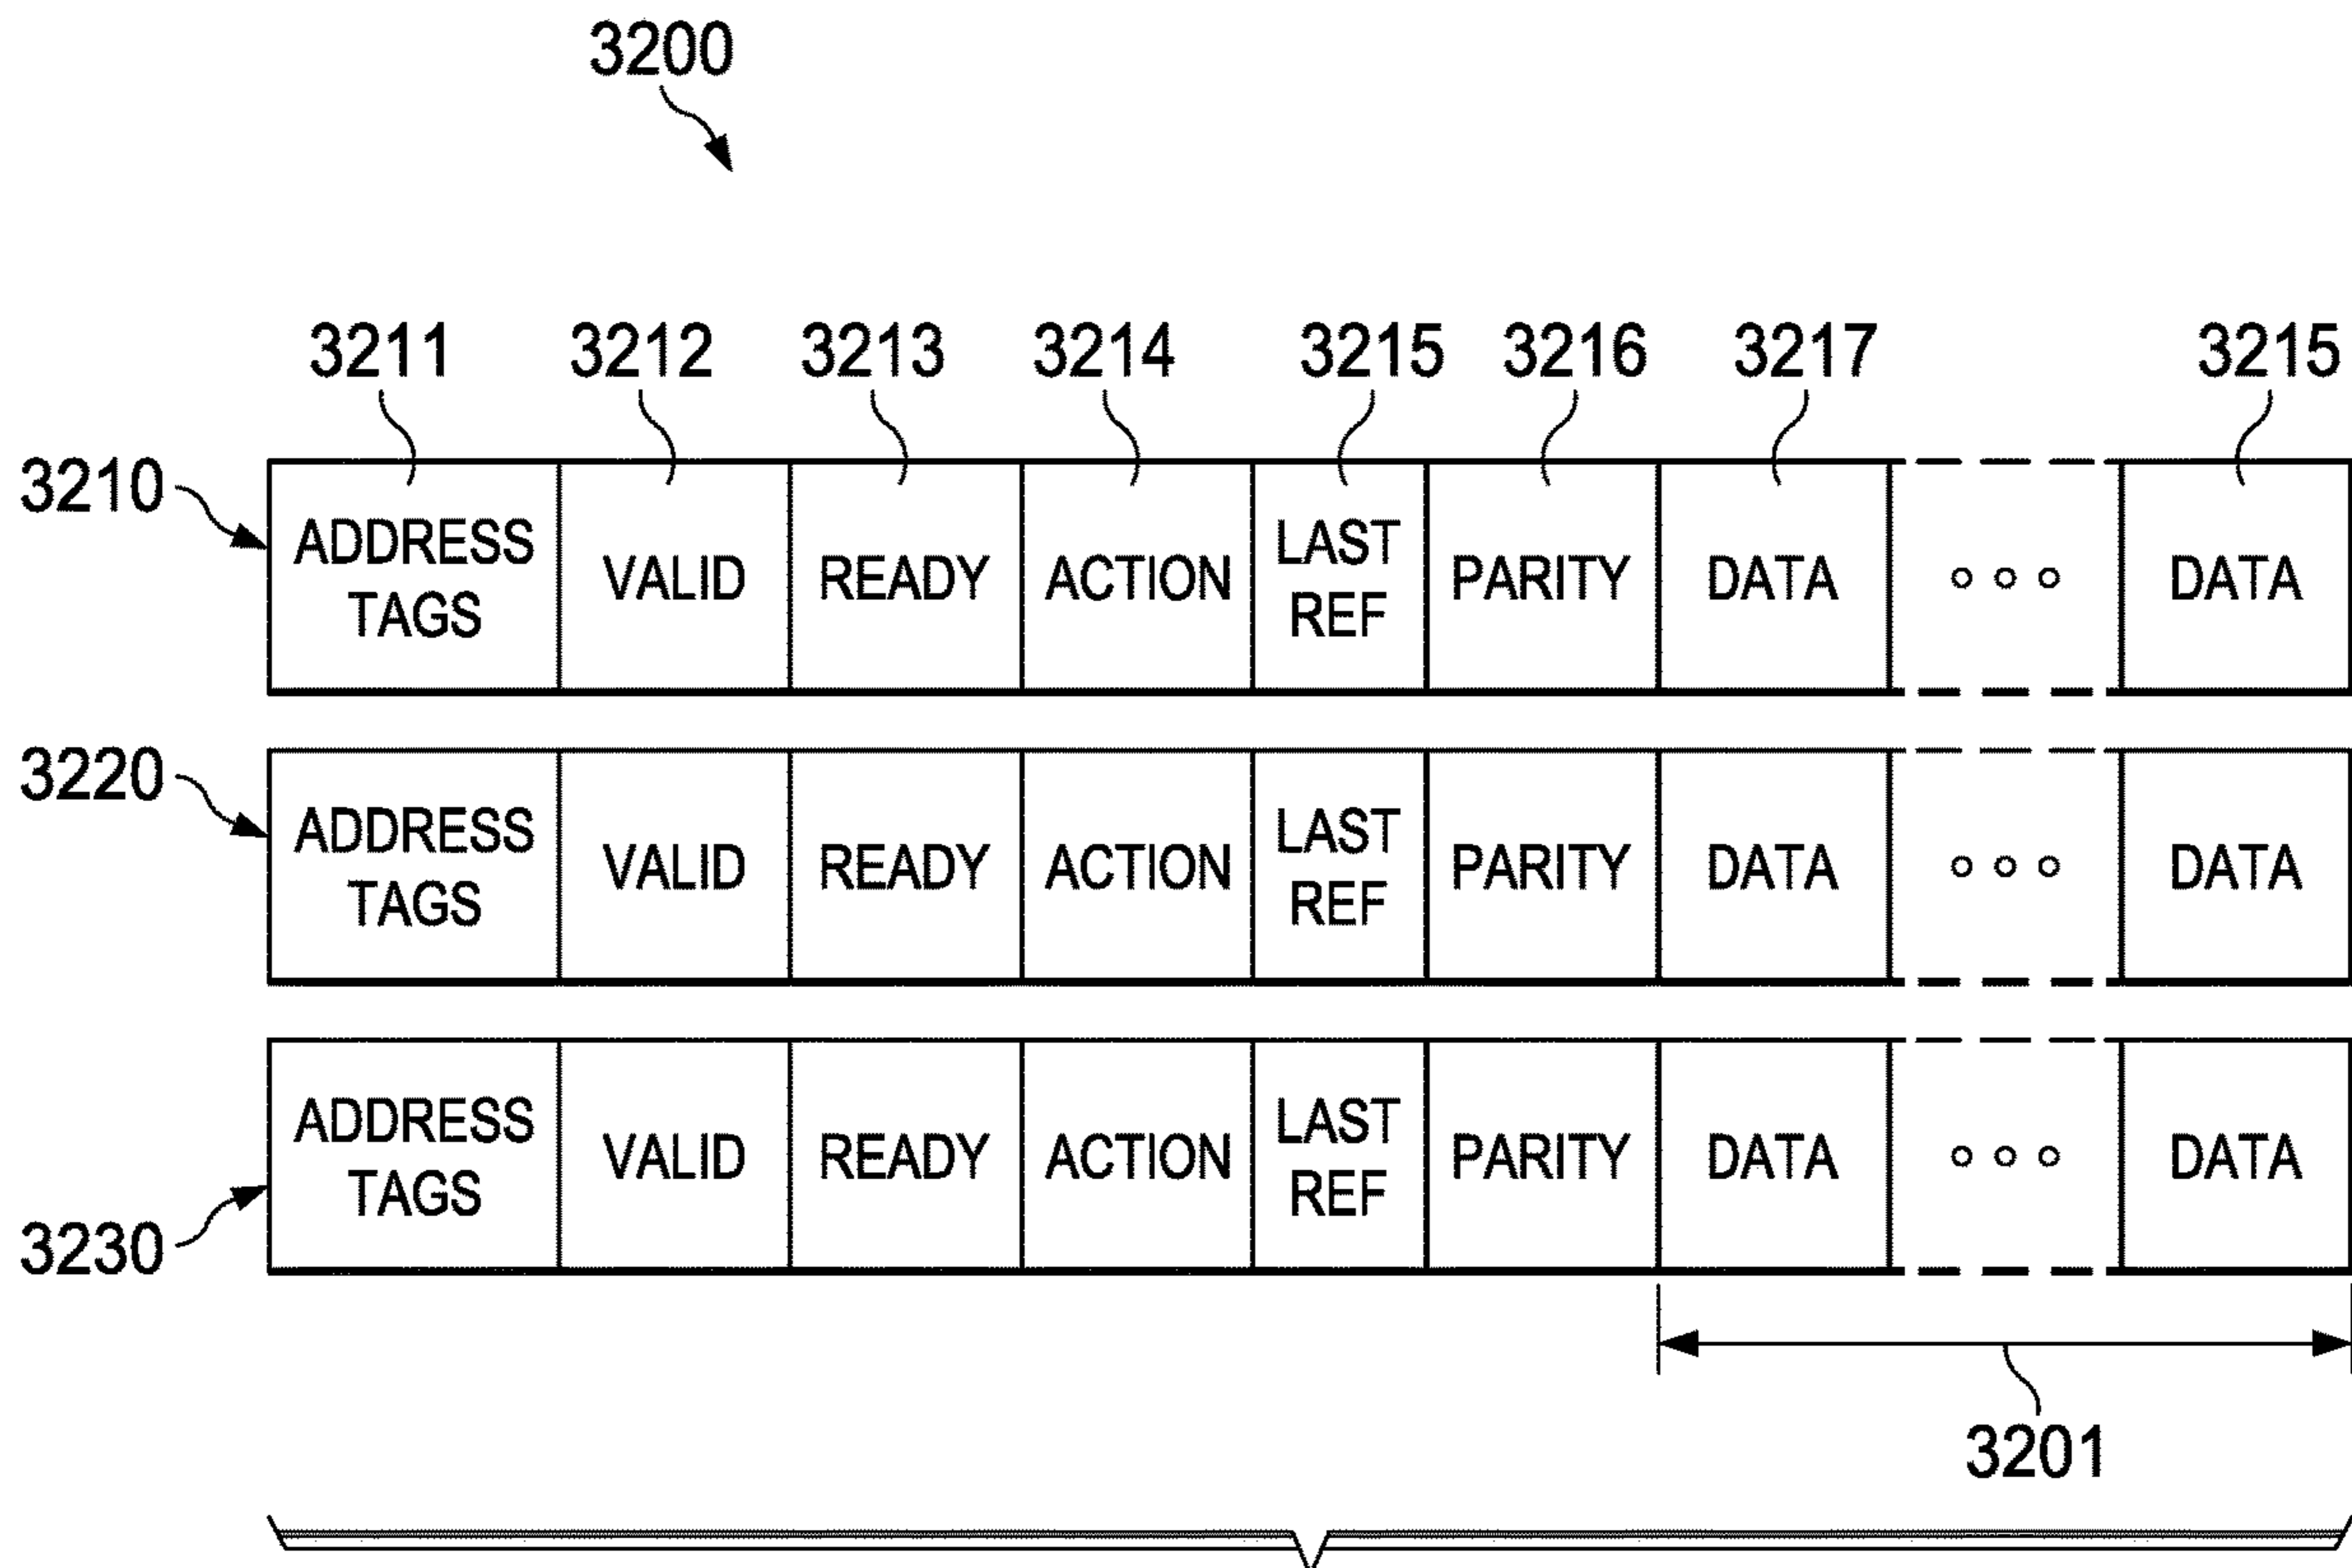 3200
3211 3212 3213 3214 3215 3216 3217 3215
3210
ADDRESS TAGS VALID READY ACTION LAST REF PARITY DATA DATA
3220
ADDRESS TAGS VALID READY ACTION LAST REF PARITY DATA DATA
3230
ADDRESS TAGS VALID READY ACTION LAST REF PARITY DATA DATA
3201